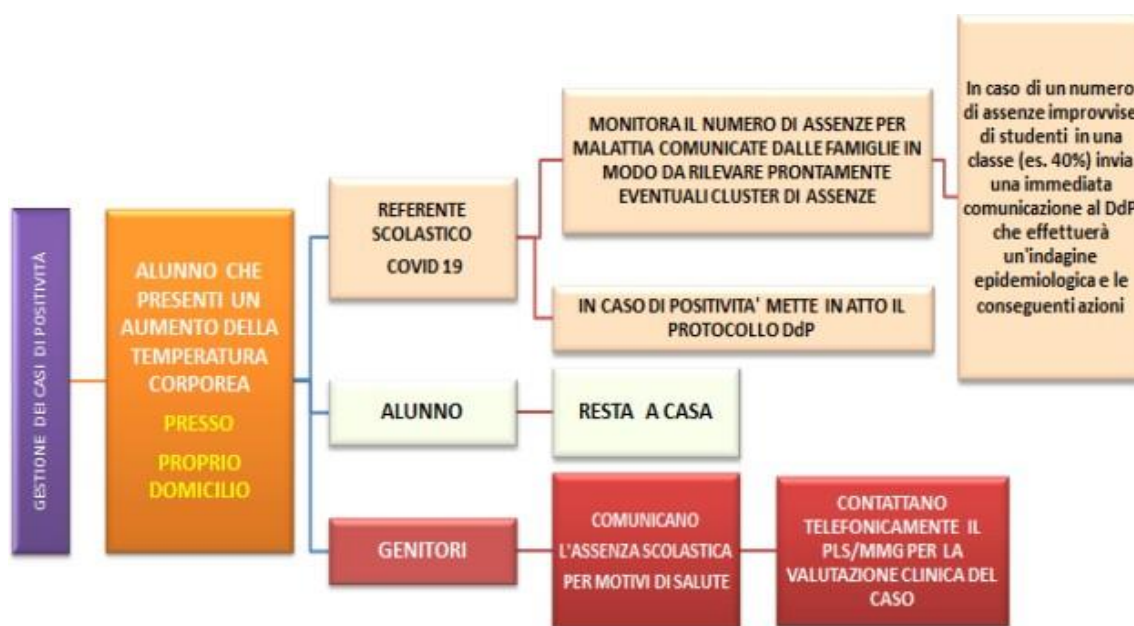 GESTIONE DEI CASI DI POSITIVITÀ
ALUNNO CHE
PRESENTI UN
AUMENTO DELLA
TEMPERATURA
CORPOREA
PRESSO
PROPRIO
DOMICILIO
REFERENTE
SCOLASTICO
COVID 19
MONITORA IL NUMERO DI ASSENZE PER
MALATTIA COMUNICATE DALLE FAMIGLIE IN
MODO DA RILEVARE PRONTAMENTE
EVENTUALI CLUSTER DI ASSENZE
In caso di un numero
di assenze improvvise
di studenti in una
classe (es. 40%) invia
una immediata
comunicazione al DdP
che effettuerà
un'indagine
epidemiologica e le
conseguenti azioni
IN CASO DI POSITIVITA' METTE IN ATTO IL
PROTOCOLLO DdP
ALUNNO
RESTA A CASA
GENITORI
COMUNICANO
L'ASSENZA SCOLASTICA
PER MOTIVI DI SALUTE
CONTATTANO
TELEFONICAMENTE IL
PLS/MMG PER LA
VALUTAZIONE CLINICA DEL
CASO